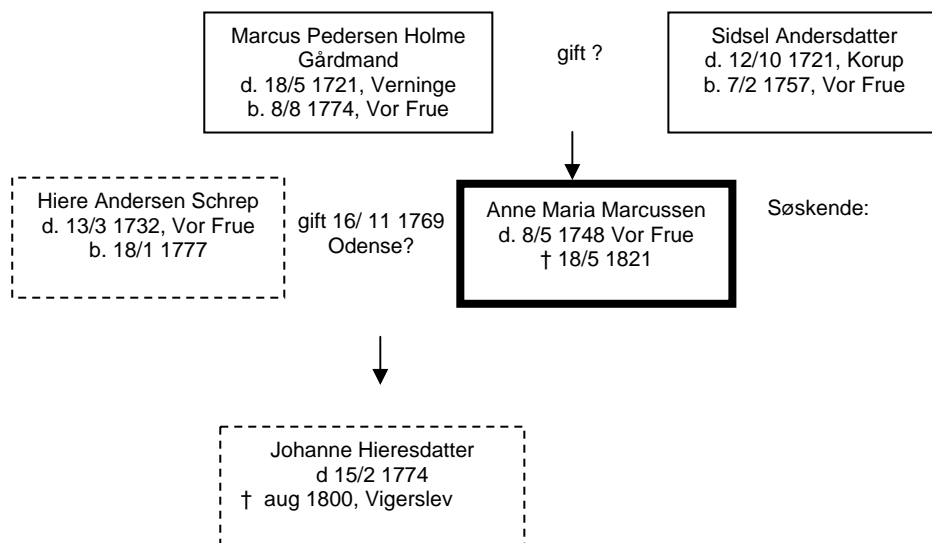 Marcus Pedersen Holme
Gårdmand
d. 18/5 1721, Verninge
b. 8/8 1774, Vor Frue
gift ?
Sidsel Andersdatter
d. 12/10 1721, Korup
b. 7/2 1757, Vor Frue
Hiere Andersen Schrep
d. 13/3 1732, Vor Frue
b. 18/1 1777
gift 16/ 11 1769
Odense?
Anne Maria Marcussen
d. 8/5 1748 Vor Frue
† 18/5 1821
Søskende:
Johanne Hieresdatter
d 15/2 1774
† aug 1800, Vigerslev